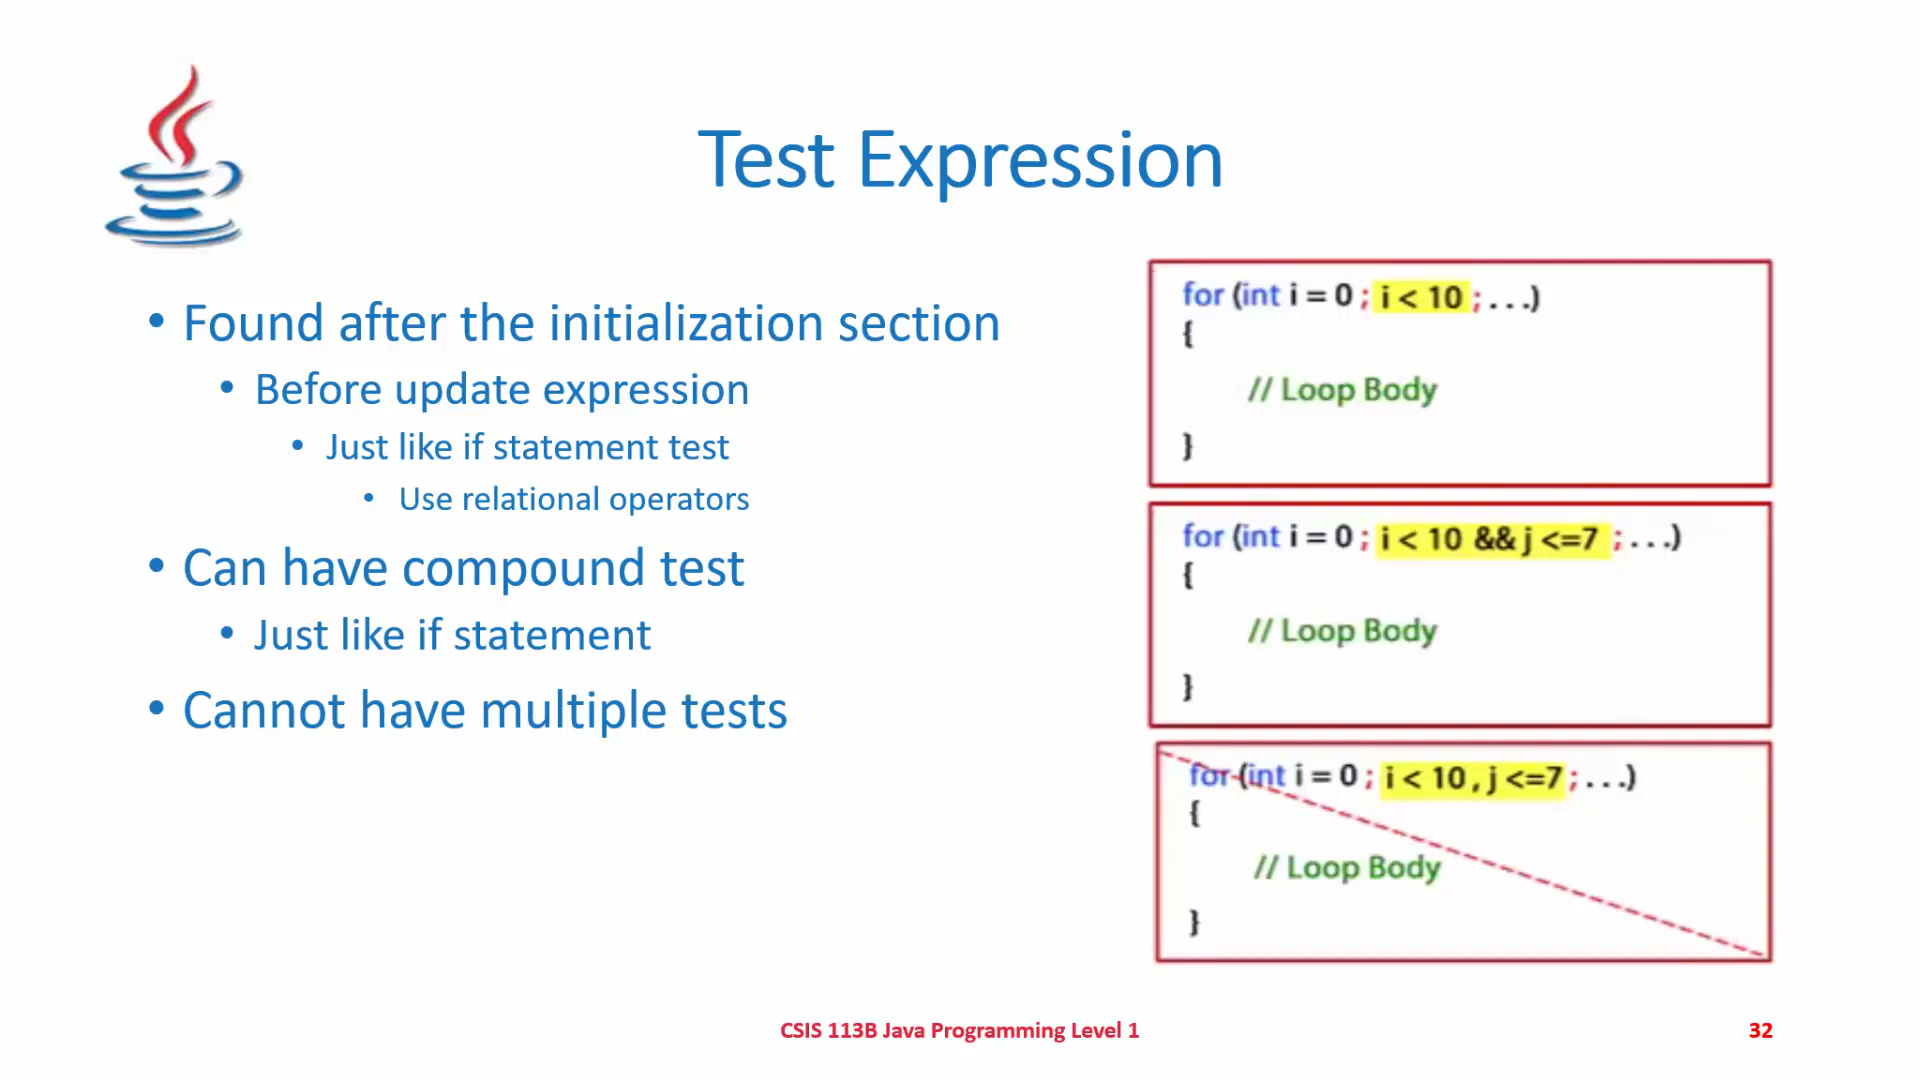 Test Expression
• Found after the initialization section
• Before update expression
• Just like if statement test
• Use relational operators
• Can have compound test
• Just like if statement
• Cannot have multiple tests
for (int i = 0 ; i < 10 ; . . .)
{
// Loop Body
}
for (int i = 0 ; i < 10 && j <=7 ; . . .)
{
// Loop Body
}
for (int i = 0 ; i < 10 , j <=7 ; . . .)
{
// Loop Body
}
CSIS 113B Java Programming Level 1
32